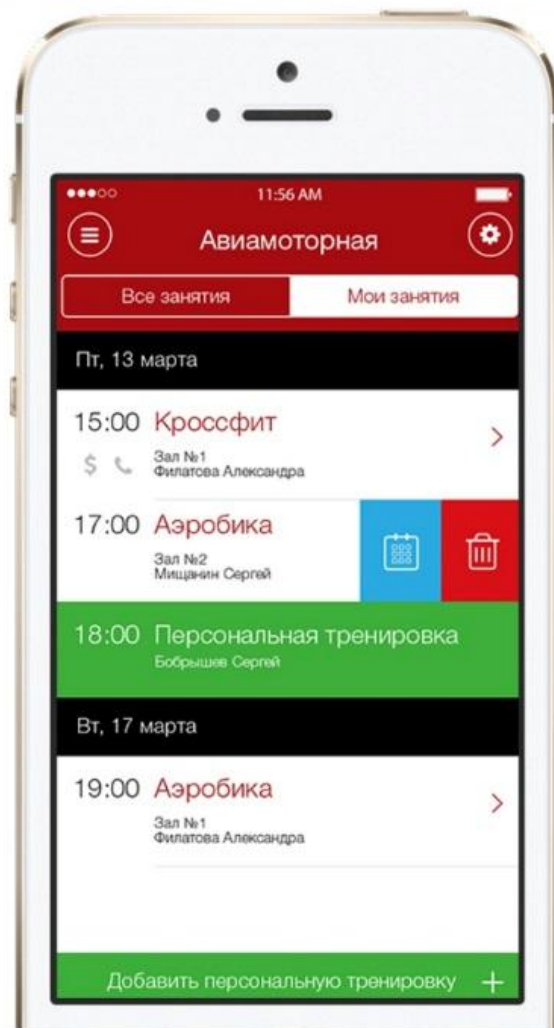 11:56 AM
Авиамоторная
Все занятия
Мои занятия
Пт, 13 марта
15:00 Кроссфит
Зал №1
Филатова Александра
17:00 Аэробика
Зал №2
Мищанин Сергей
18:00 Персональная тренировка
Бобрышев Сергей
Вт, 17 марта
19:00 Аэробика
Зал №1
Филатова Александра
Добавить персональную тренировку +